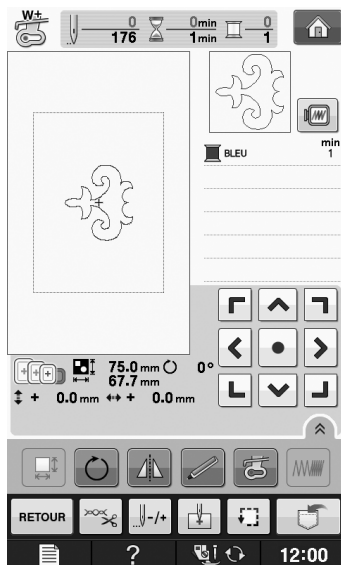 W+
0 0min 0
176 1min 1
min
BLEU 1
75.0 mm 0°
67.7 mm
+ 0.0 mm + 0.0 mm
RETOUR -/+
? 12:00